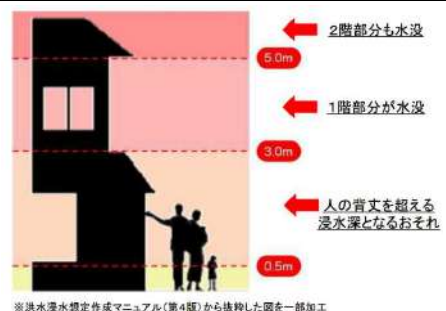 2階部分も水没
5.0m
1階部分が水没
3.0m
人の背丈を超える
浸水深となるおそれ
0.5m
※洪水浸水想定作成マニュアル(第4版)から抜粋した図を一部加工